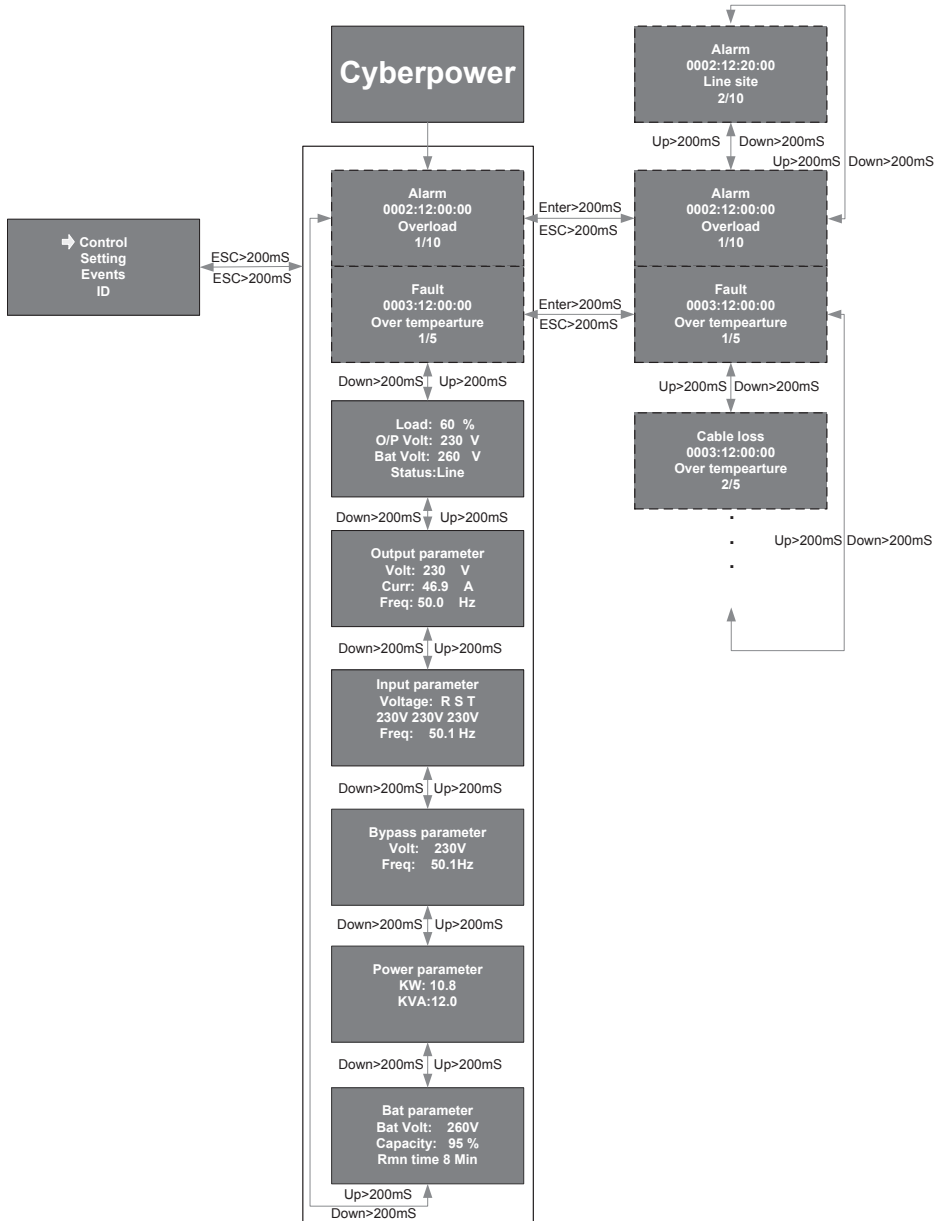 Cyberpower
Alarm
0002:12:20:00
Line site
2/10
Up>200mS Down>200mS
Up>200mS Down>200mS
Control
Setting
Events
ID
ESC>200mS
ESC>200mS
Alarm
0002:12:00:00
Overload
1/10
Enter>200mS
ESC>200mS
Alarm
0002:12:00:00
Overload
1/10
Fault
0003:12:00:00
Over tempearture
1/5
Enter>200mS
ESC>200mS
Fault
0003:12:00:00
Over tempearture
1/5
Down>200mS Up>200mS
Up>200mS Down>200mS
Load: 60 %
O/P Volt: 230 V
Bat Volt: 260 V
Status:Line
Cable loss
0003:12:00:00
Over tempearture
2/5
Down>200mS Up>200mS
Up>200mS Down>200mS
Output parameter
Volt: 230 V
Curr: 46.9 A
Freq: 50.0 Hz
Down>200mS Up>200mS
Input parameter
Voltage: R S T
230V 230V 230V
Freq: 50.1 Hz
Down>200mS Up>200mS
Bypass parameter
Volt: 230V
Freq: 50.1Hz
Down>200mS Up>200mS
Power parameter
KW: 10.8
KVA:12.0
Down>200mS Up>200mS
Bat parameter
Bat Volt: 260V
Capacity: 95 %
Rmn time 8 Min
Up>200mS
Down>200mS